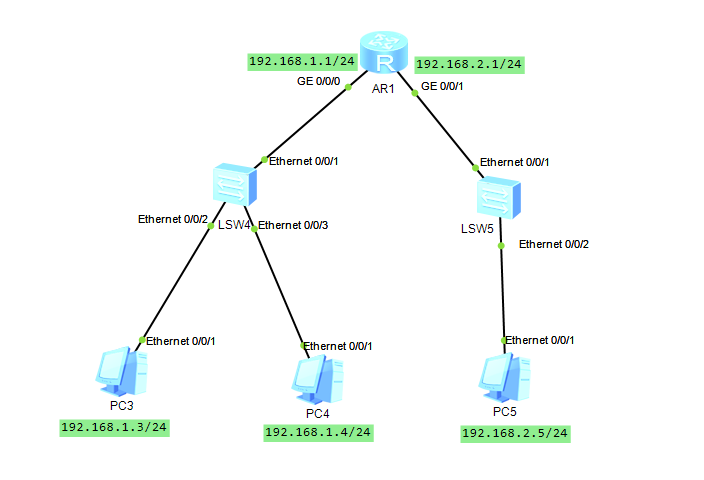 192.168.1.1/24
192.168.2.1/24
GE 0/0/0
GE 0/0/1
R
AR1
Ethernet 0/0/1
Ethernet 0/0/1
Ethernet 0/0/2
LSW4
Ethernet 0/0/3
LSW5
Ethernet 0/0/2
Ethernet 0/0/1
Ethernet 0/0/1
Ethernet 0/0/1
PC3
PC4
PC5
192.168.1.3/24
192.168.1.4/24
192.168.2.5/24